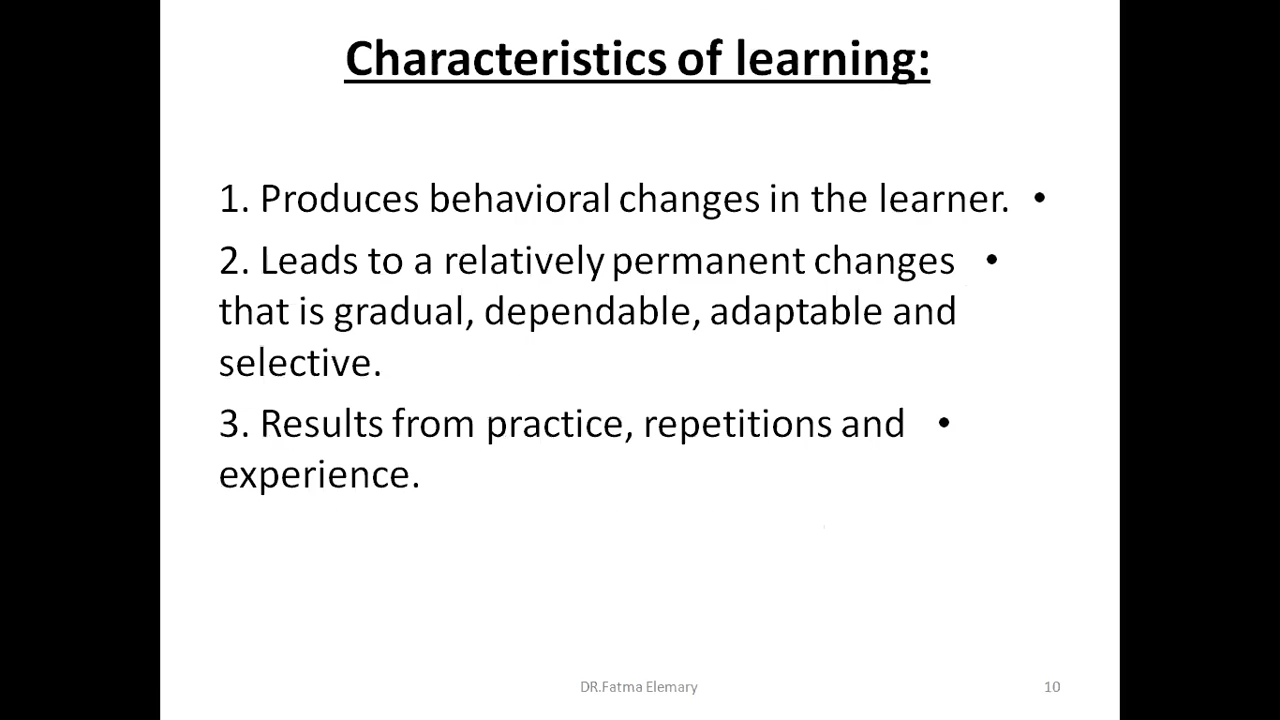 Characteristics of learning:
1. Produces behavioral changes in the learner. •
2. Leads to a relatively permanent changes •
that is gradual, dependable, adaptable and
selective.
3. Results from practice, repetitions and •
experience.
DR.Fatma Elemary
10